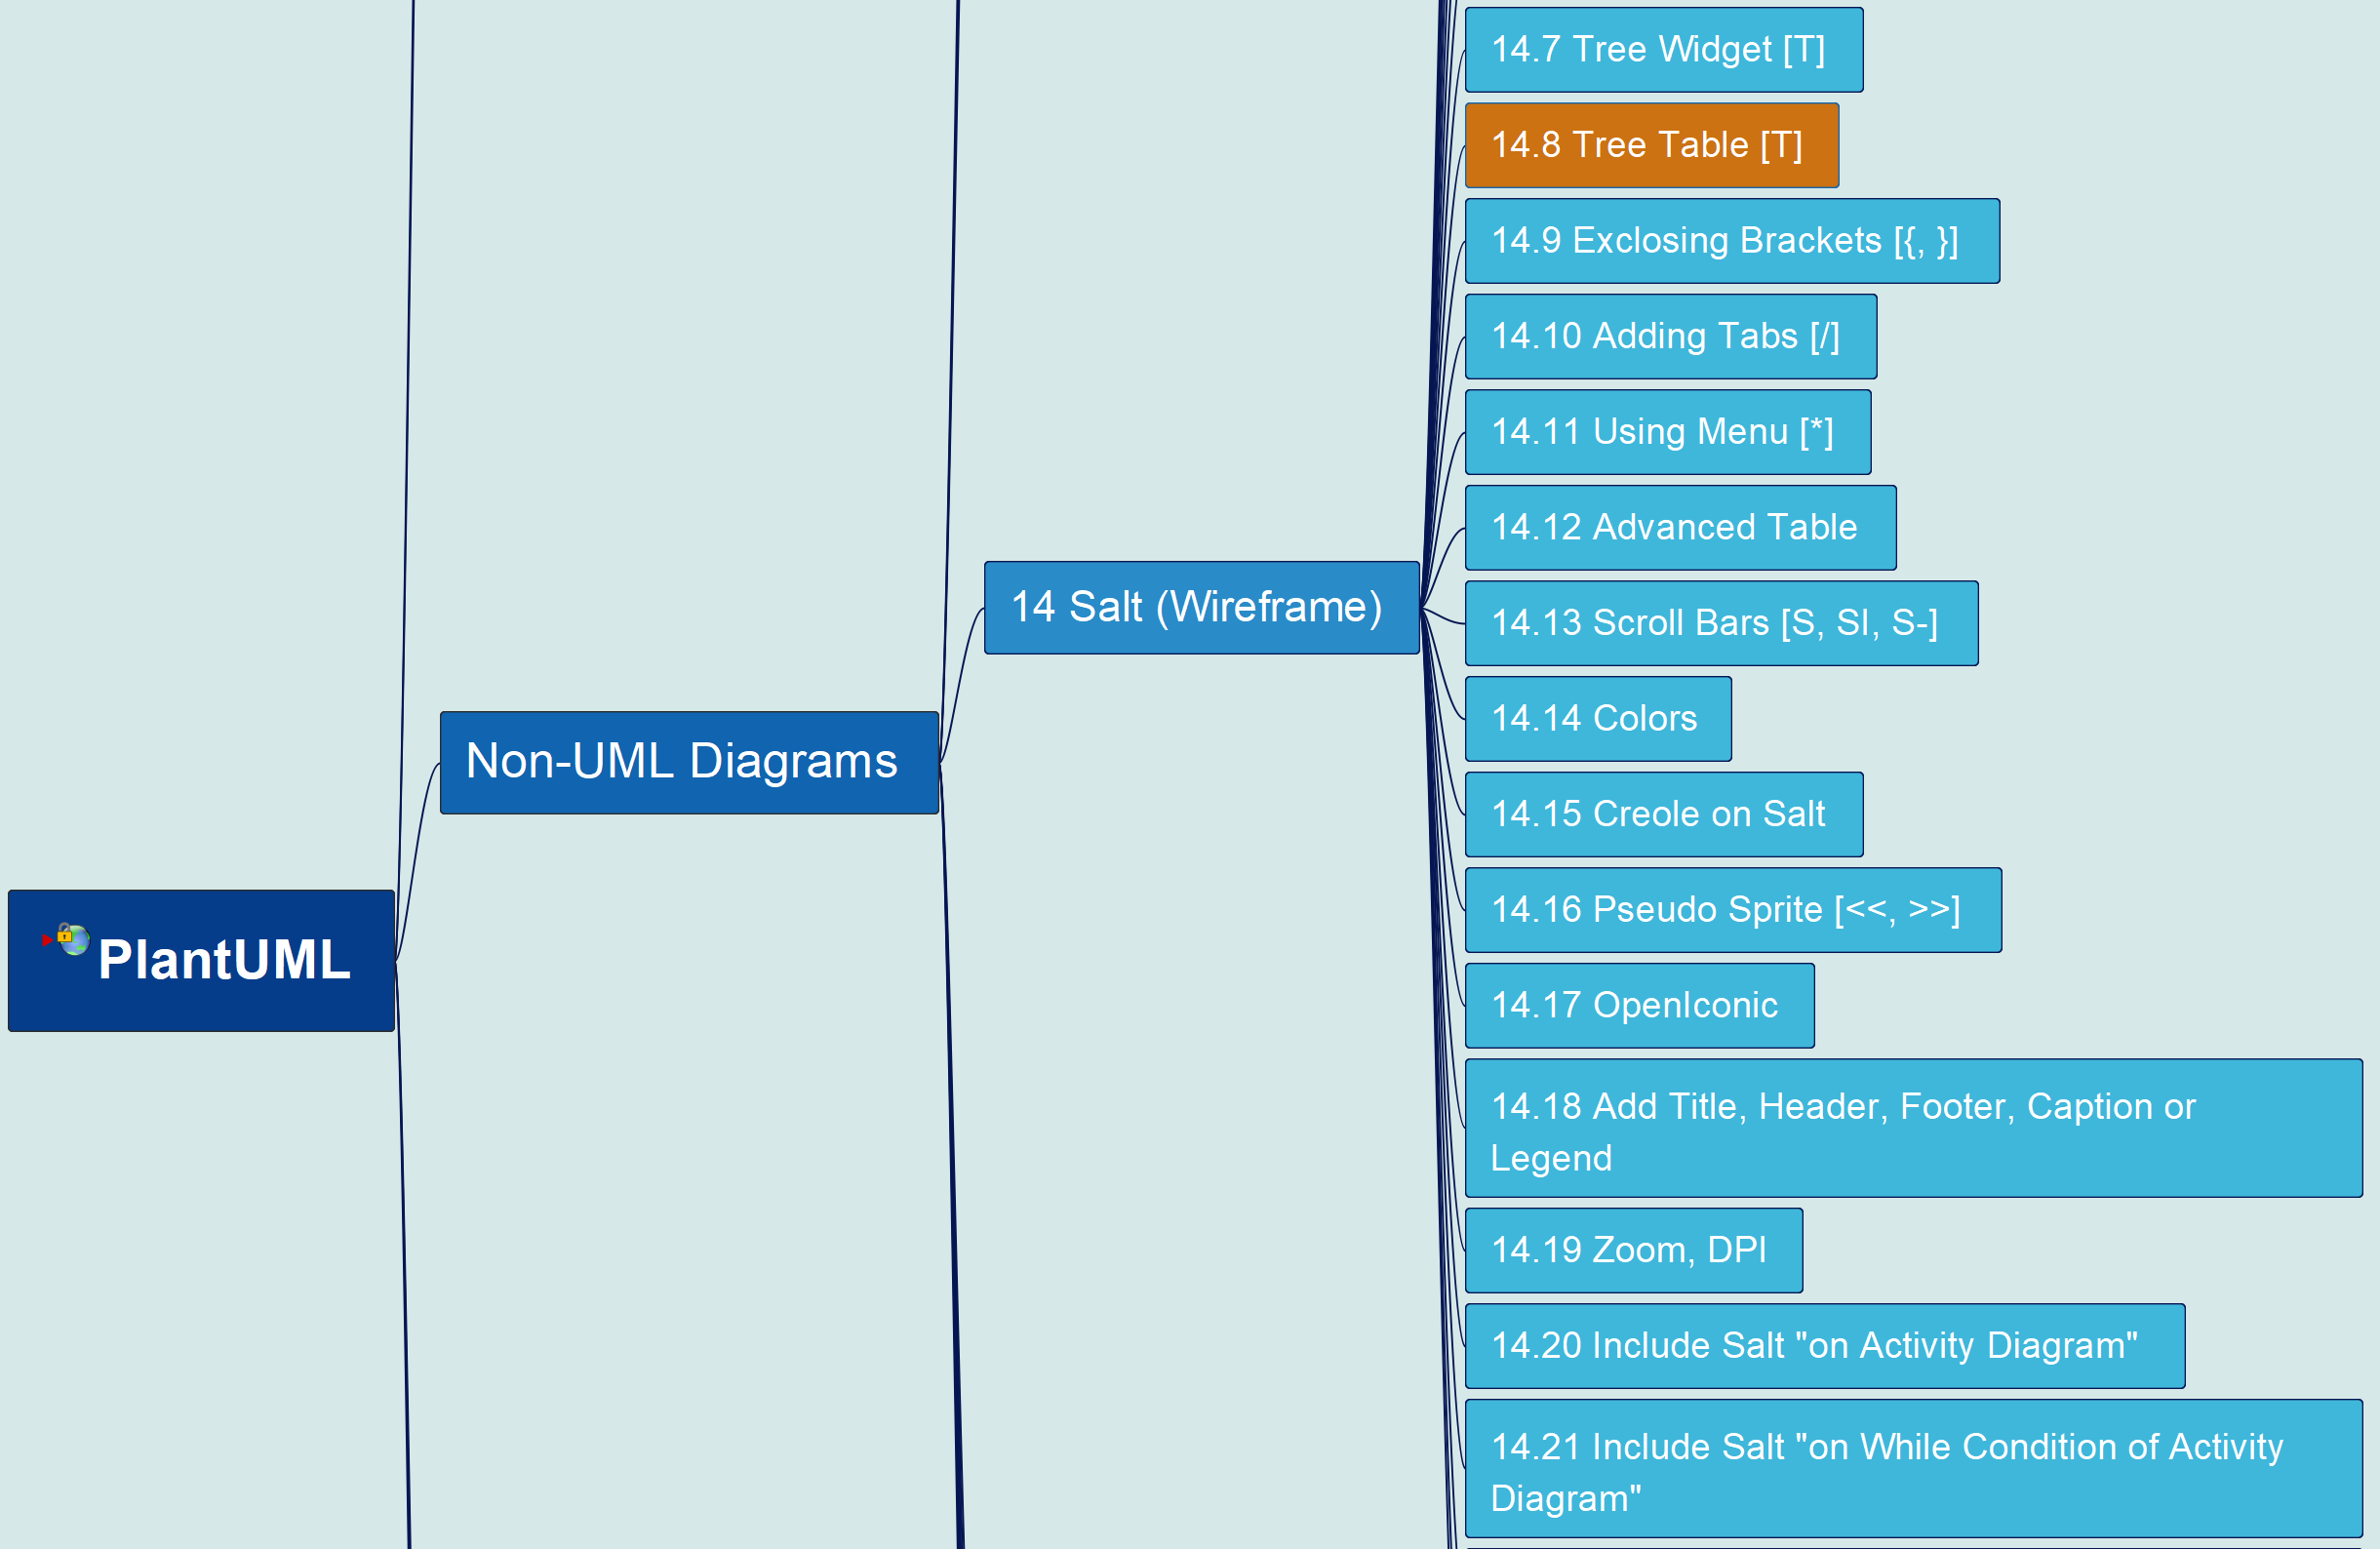 14.7 Tree Widget [T]
14.8 Tree Table [T]
14.9 Exclosing Brackets [{, }]
14.10 Adding Tabs [/]
14.11 Using Menu [*]
14.12 Advanced Table
14 Salt (Wireframe)
14.13 Scroll Bars [S, SI, S-]
14.14 Colors
Non-UML Diagrams
14.15 Creole on Salt
14.16 Pseudo Sprite [<<, >>]
PlantUML
14.17 OpenIconic
14.18 Add Title, Header, Footer, Caption or
Legend
14.19 Zoom, DPI
14.20 Include Salt "on Activity Diagram"
14.21 Include Salt "on While Condition of Activity
Diagram"